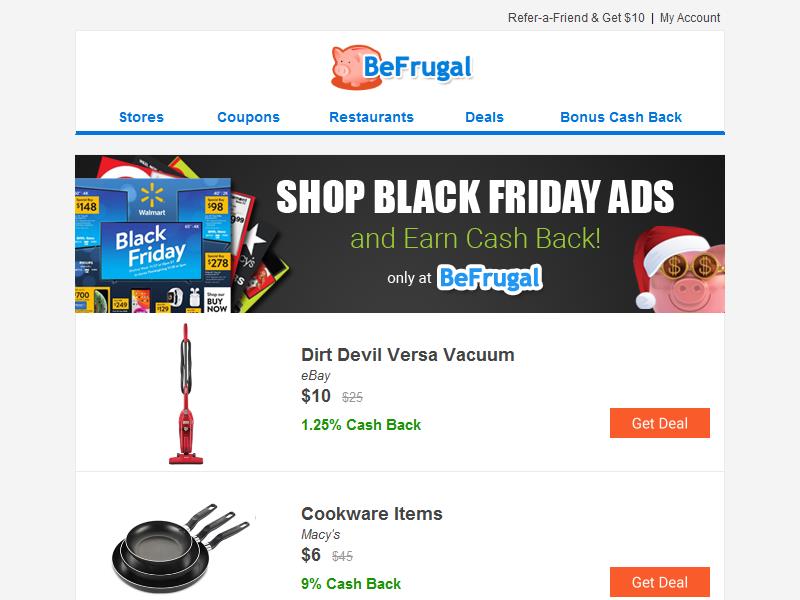 Refer-a-Friend & Get $10 | My Account
BeFrugal
Stores Coupons Restaurants Deals Bonus Cash Back
SHOP BLACK FRIDAY ADS
and Earn Cash Back!
only at BeFrugal
Walmart
Black
Friday
$148
$98
$278
$249
$129
Shop our
BUY
NOW
Dirt Devil Versa Vacuum
eBay
$10 $25
1.25% Cash Back
Get Deal
Cookware Items
Macy's
$6 $45
9% Cash Back
Get Deal